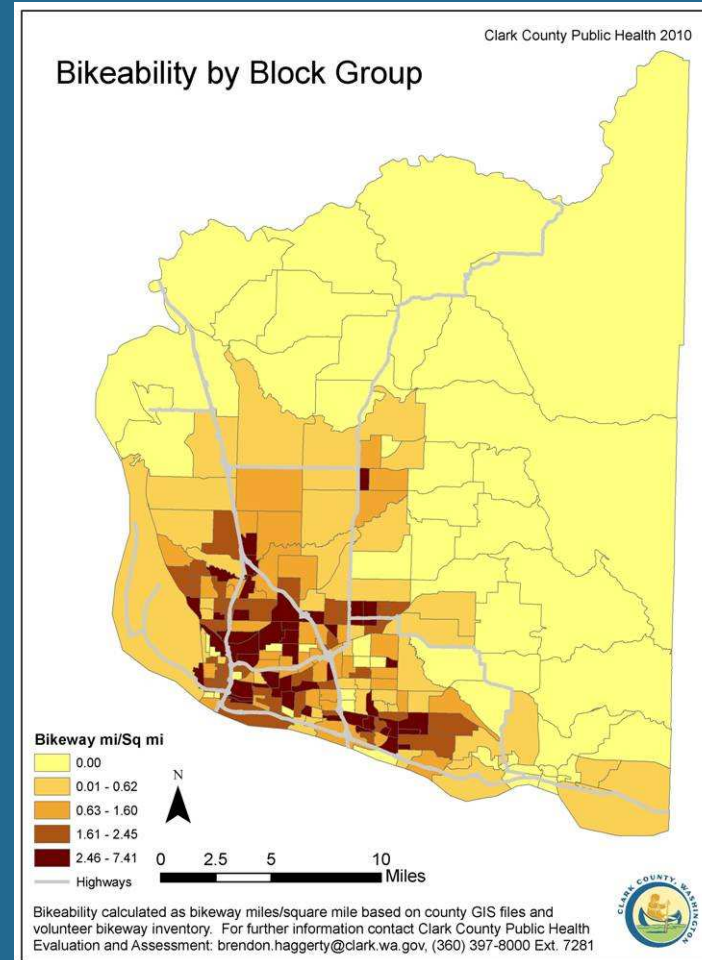 Clark County Public Health 2010
Bikeability by Block Group
Bikeway mi/Sq mi
0.00
0.01 - 0.62
0.63 - 1.60
1.61 - 2.45
2.46 - 7.41
Highways
N
0 2.5 5 10
Miles
Bikeability calculated as bikeway miles/square mile based on county GIS files and
volunteer bikeway inventory. For further information contact Clark County Public Health
Evaluation and Assessment: brendon.haggerty@clark.wa.gov, (360) 397-8000 Ext. 7281
CLARK COUNTY, WASHINGTON